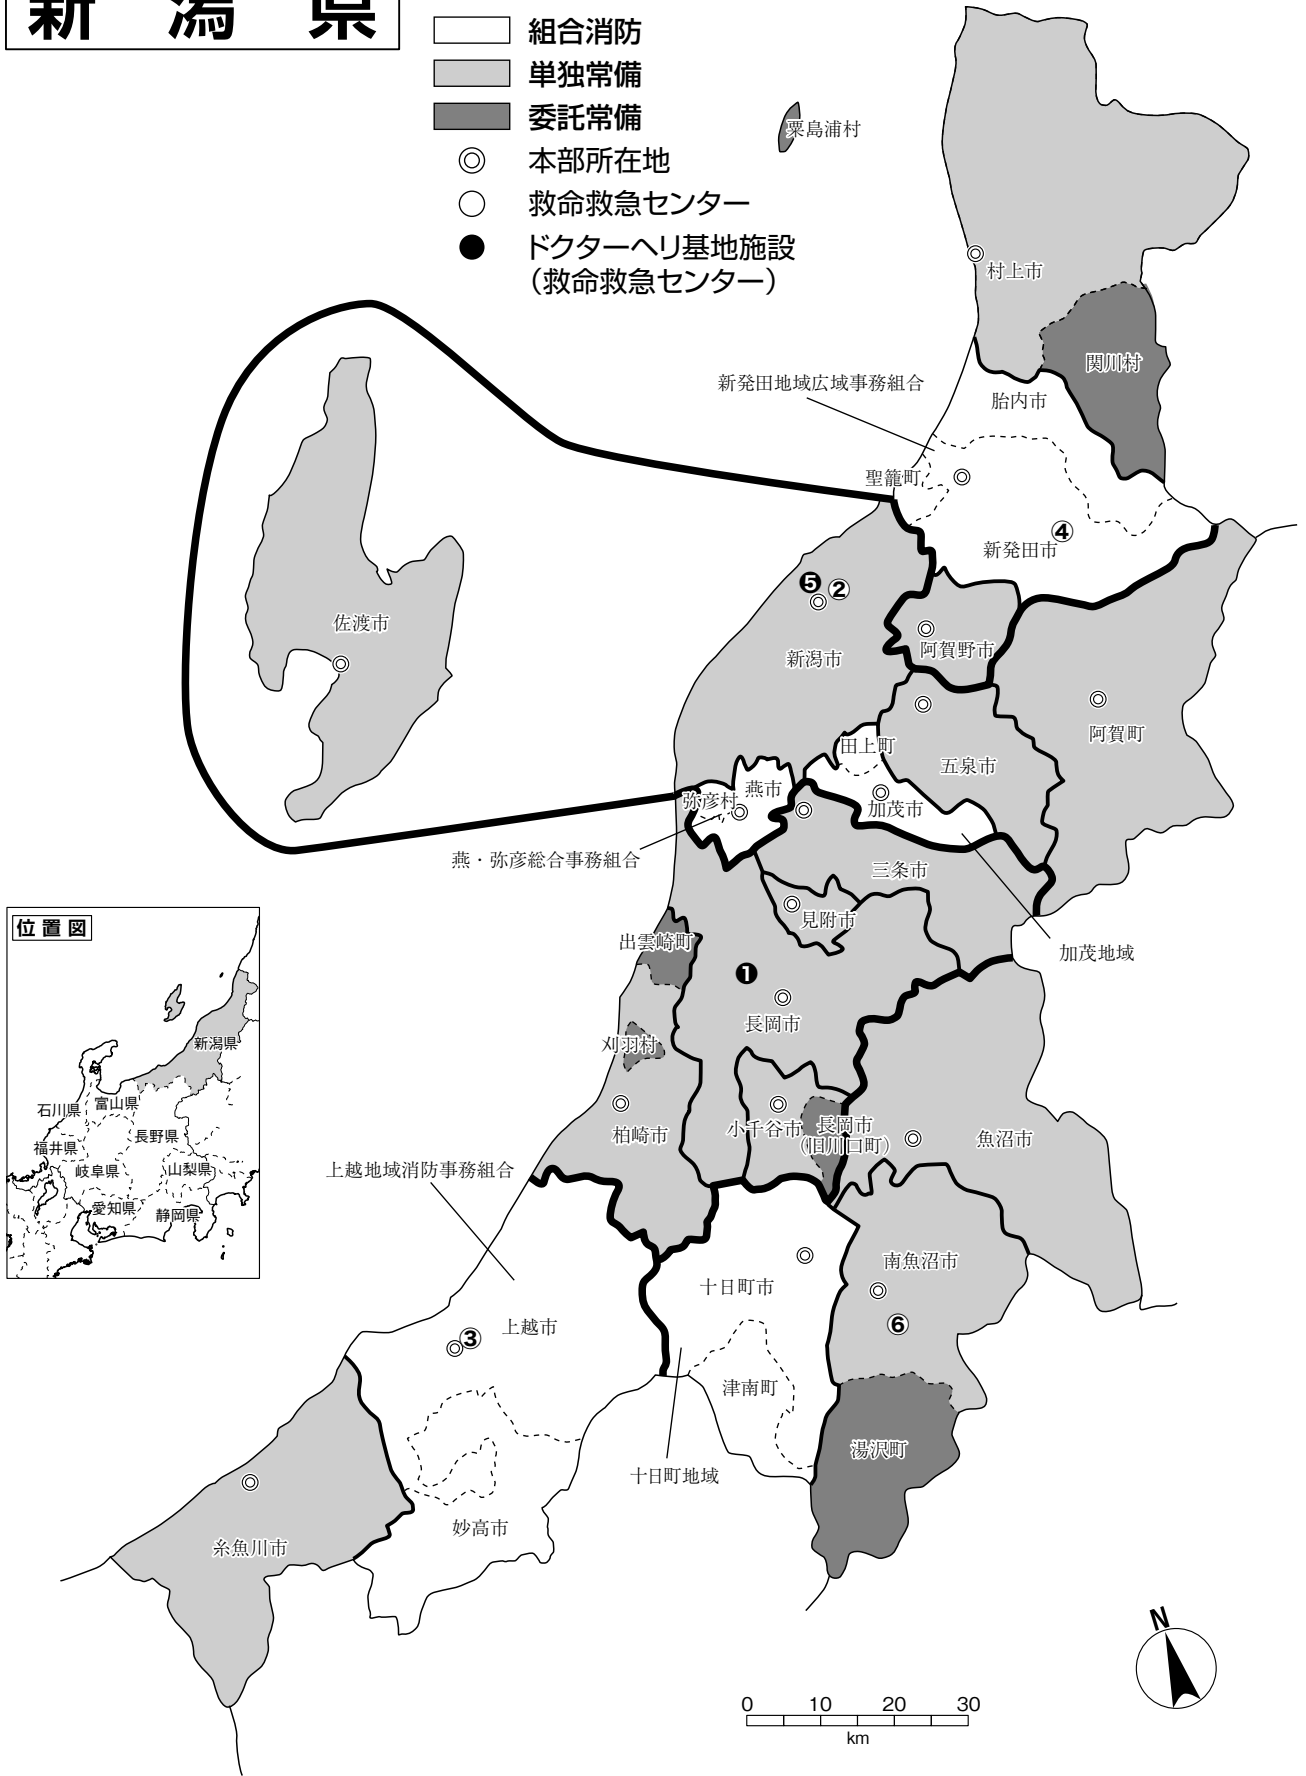 新潟県
組合消防
単独常備
委託常備
本部所在地
救命救急センター
ドクターヘリ基地施設
（救命救急センター）
粟島浦村
村上市
関川村
新発田地域広域事務組合
胎内市
聖籠町
④
新発田市
⑤
②
佐渡市
新潟市
阿賀野市
阿賀町
田上町
五泉市
燕市
弥彦村
加茂市
燕・弥彦総合事務組合
三条市
見附市
位置図
出雲崎町
加茂地域
❶
長岡市
新潟県
刈羽村
石川県
富山県
長野県
福井県
岐阜県
山梨県
愛知県
静岡県
柏崎市
小千谷市
長岡市
（旧川口町）
魚沼市
上越地域消防事務組合
南魚沼市
十日町市
⑥
③
上越市
津南町
湯沢町
十日町地域
妙高市
糸魚川市
N
0 10 20 30
km